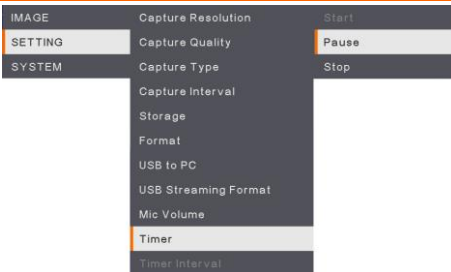 IMAGE
SETTING
SYSTEM
Capture Resolution
Capture Quality
Capture Type
Capture Interval
Storage
Format
USB to PC
USB Streaming Format
Mic Volume
Timer
Timer Interval
Start
Pause
Stop